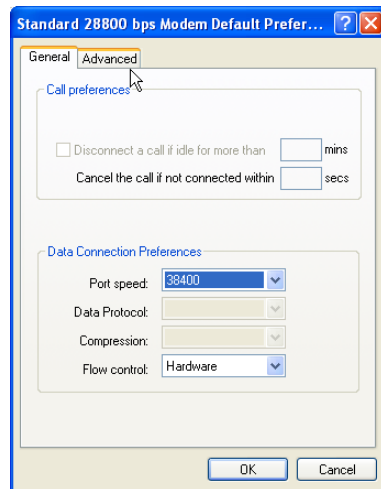 Standard 28800 bps Modem Default Prefer...
General Advanced
Call preferences
Disconnect a call if idle for more than mins
Cancel the call if not connected within secs
Data Connection Preferences
Port speed: 38400
Data Protocol:
Compression:
Flow control: Hardware
OK Cancel